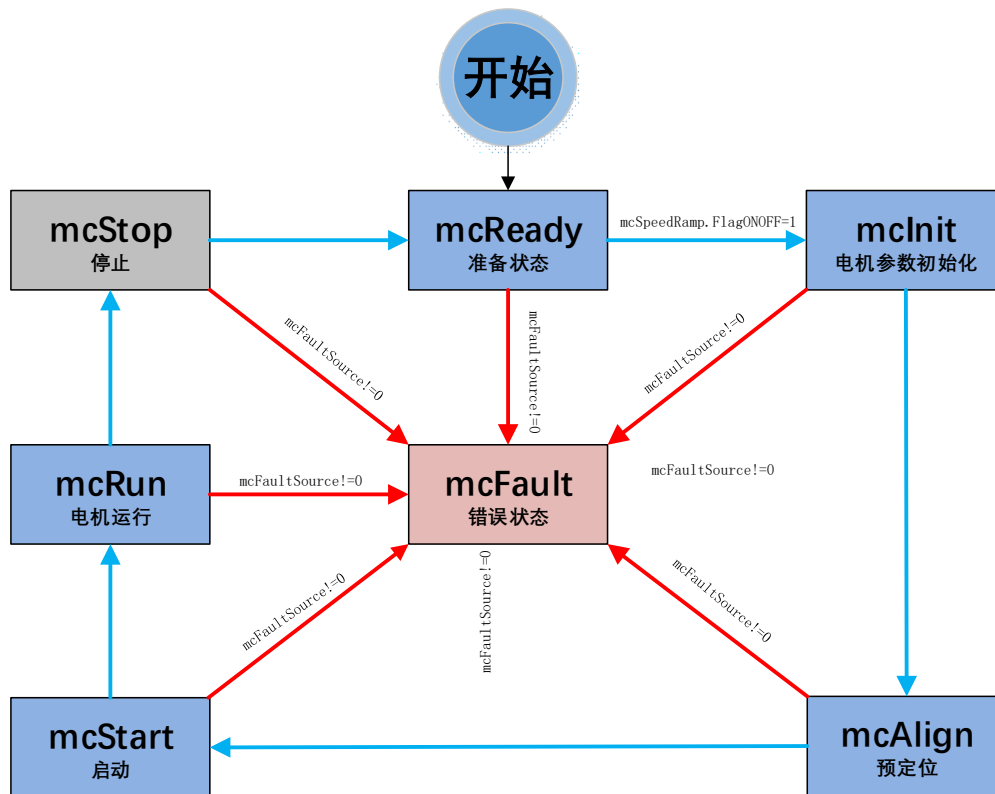 开始
mcStop
停止
mcReady
准备状态
mcSpeedRamp.FlagONOFF=1
mcInit
电机参数初始化
mcFaultSource!=0
mcFaultSource!=0
mcFaultSource!=0
mcRun
电机运行
mcFaultSource!=0
mcFault
错误状态
mcFaultSource!=0
mcFaultSource!=0
mcFaultSource!=0
mcFaultSource!=0
mcStart
启动
mcAlign
预定位